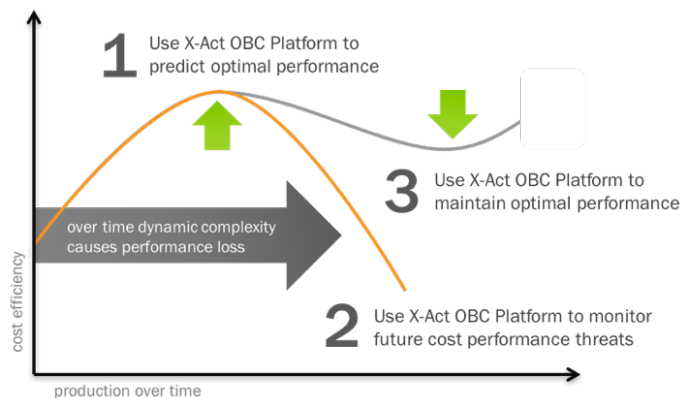 1
Use X-Act OBC Platform to
predict optimal performance
3
Use X-Act OBC Platform to
maintain optimal performance
over time dynamic complexity
causes performance loss
2
Use X-Act OBC Platform to monitor
future cost performance threats
cost efficiency
production over time